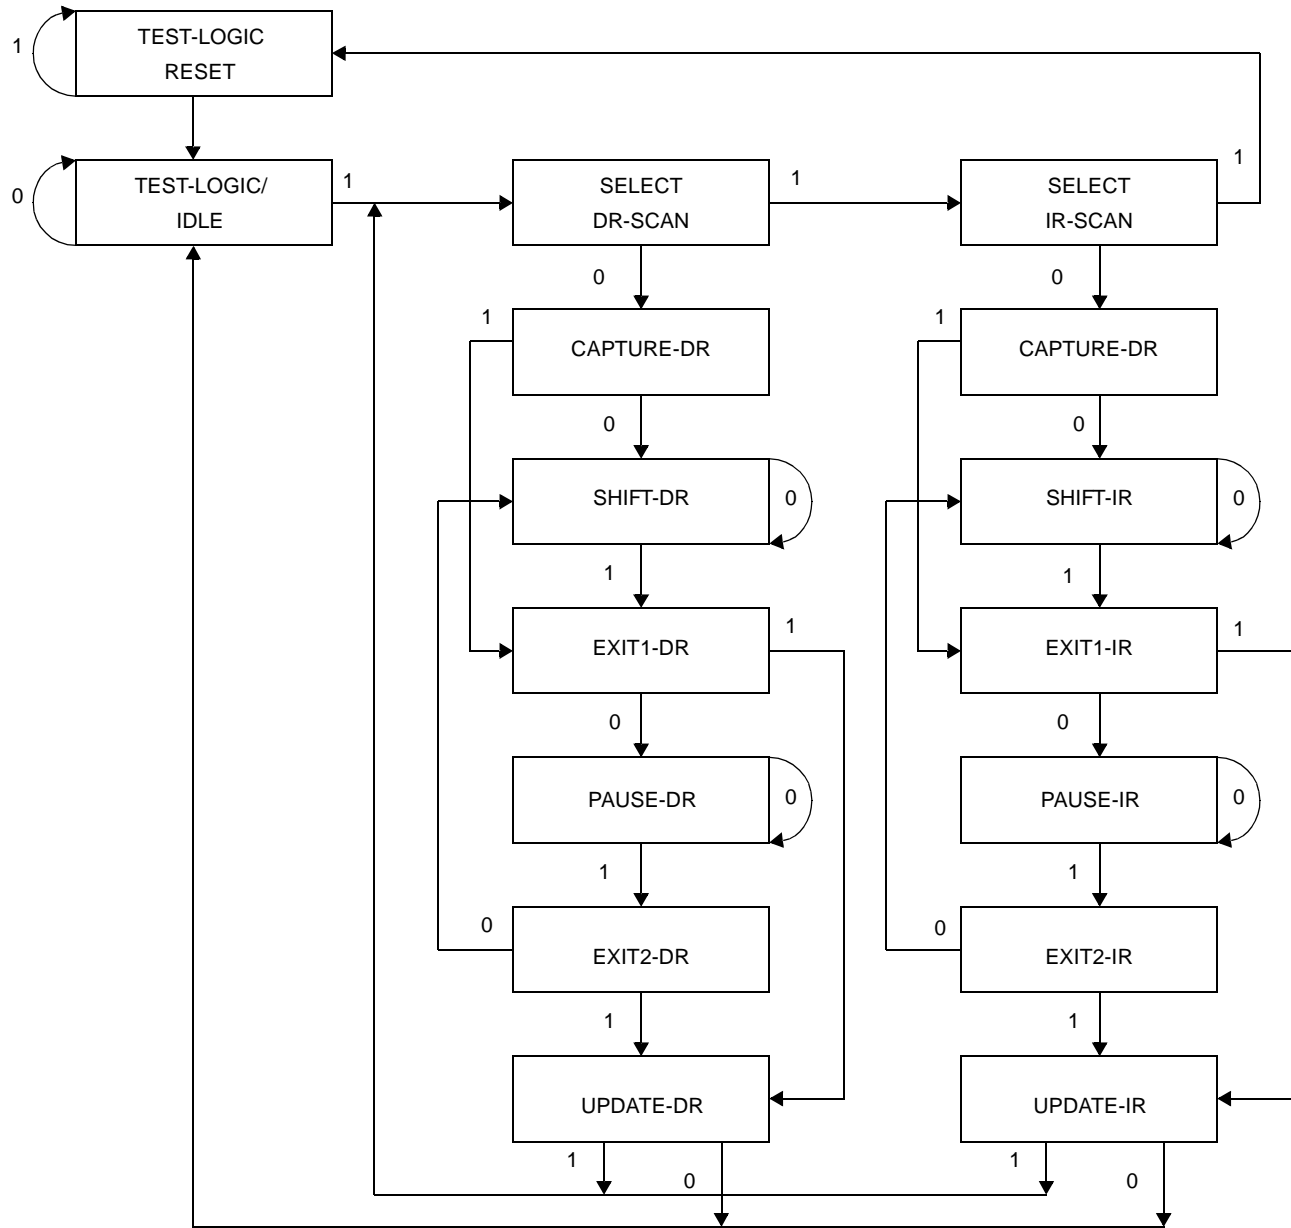 TEST-LOGIC
RESET
1
TEST-LOGIC/
IDLE
0
1
SELECT
DR-SCAN
1
SELECT
IR-SCAN
1
0
0
1
CAPTURE-DR
1
CAPTURE-DR
0
0
SHIFT-DR
0
SHIFT-IR
0
1
1
EXIT1-DR
1
EXIT1-IR
1
0
0
PAUSE-DR
0
PAUSE-IR
0
1
1
0
EXIT2-DR
0
EXIT2-IR
1
1
UPDATE-DR
UPDATE-IR
1
0
1
0